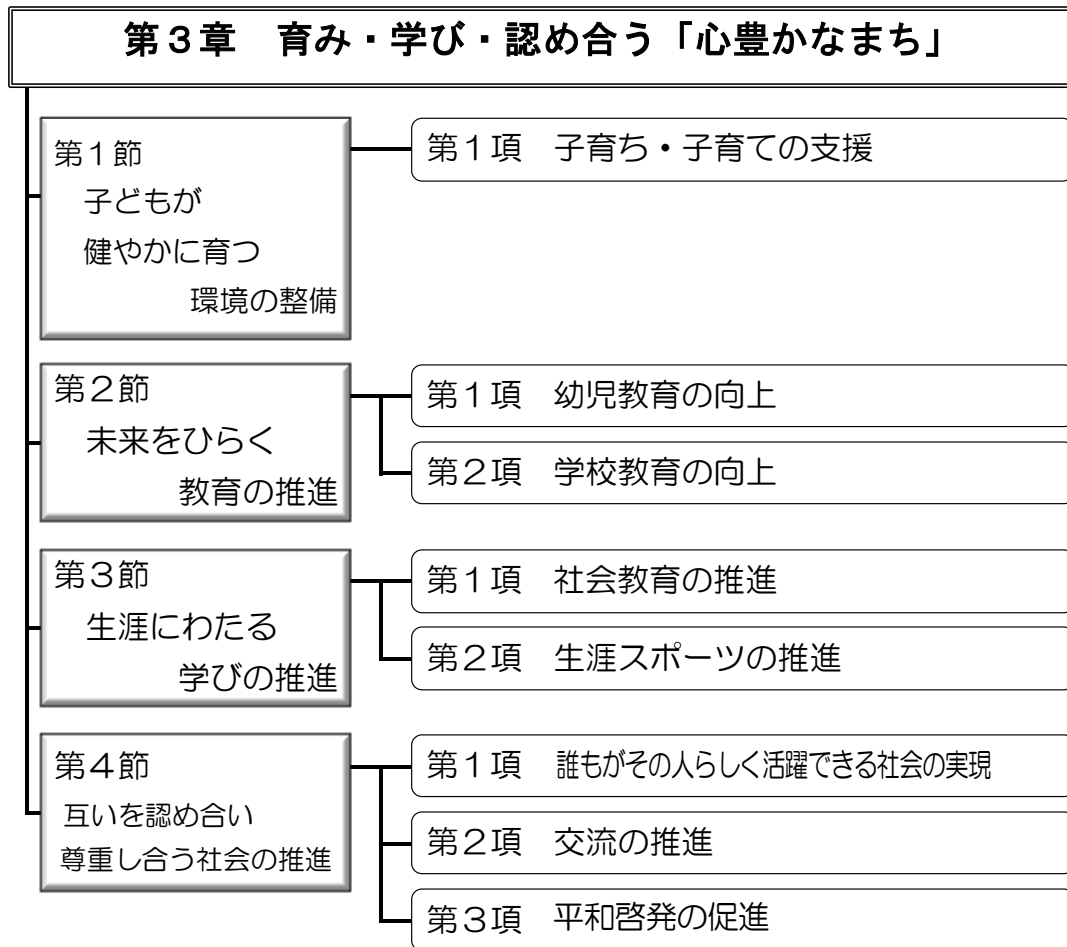 第３章　育み・学び・認め合う「心豊かなまち」
第１節
子どもが
健やかに育つ
環境の整備
第１項　子育ち・子育ての支援
第２節
未来をひらく
教育の推進
第１項　幼児教育の向上
第２項　学校教育の向上
第３節
生涯にわたる
学びの推進
第１項　社会教育の推進
第２項　生涯スポーツの推進
第４節
互いを認め合い
尊重し合う社会の推進
第１項　誰もがその人らしく活躍できる社会の実現
第２項　交流の推進
第３項　平和啓発の促進